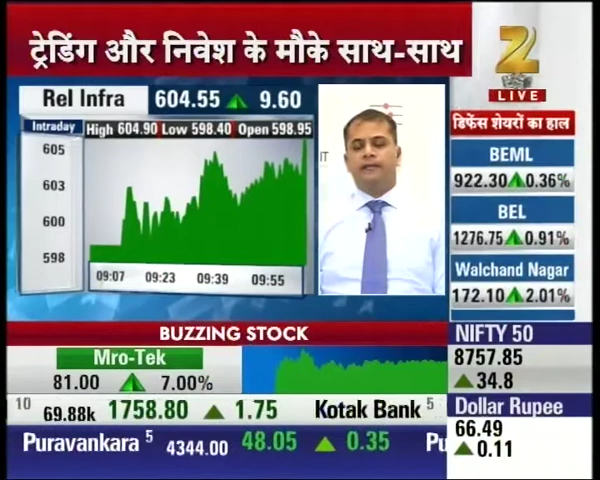 ट्रेडिंग और निवेश के मौके साथ-साथ
LIVE
Rel Infra 604.55 9.60
Intraday High 604.90 Low 598.40 Open 598.95
605
603
600
598
09:07 09:23 09:39 09:55
IT
डिफेंस शेयरों का हाल
BEML
922.30 0.36%
BEL
1276.75 0.91%
Walchand Nagar
172.10 2.01%
BUZZING STOCK
Mro-Tek
81.00 7.00%
NIFTY 50
8757.85
34.8
10 69.88k 1758.80 1.75 Kotak Bank 5
Dollar Rupee
66.49
0.11
Puravankara 5 4344.00 48.05 0.35 Pu